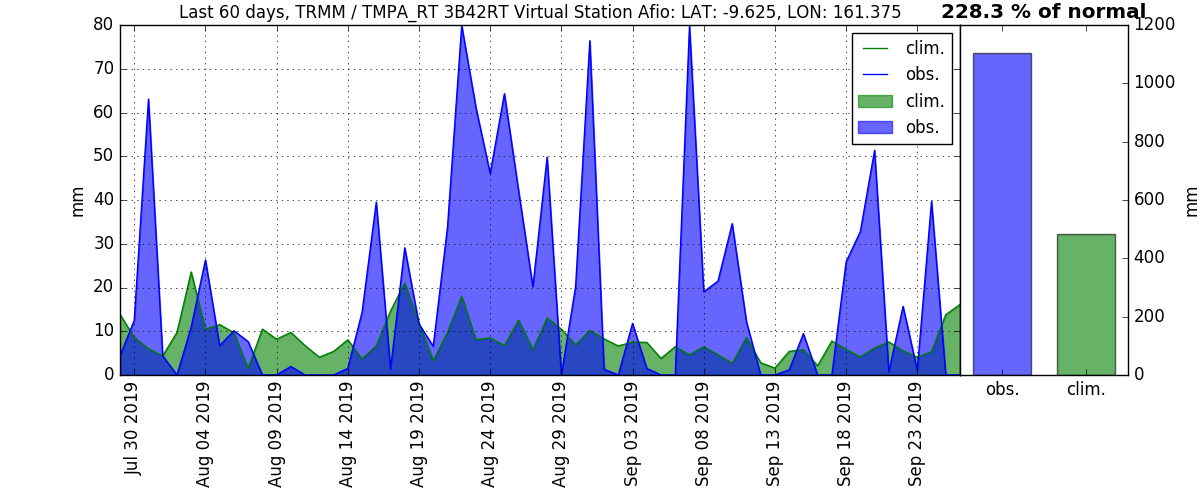 Last 60 days, TRMM / TMPA_RT 3B42RT Virtual Station Afio: LAT: -9.625, LON: 161.375
228.3 % of normal
80
70
60
50
40
30
20
10
0
mm
clim.
obs.
clim.
obs.
1200
1000
800
600
400
200
0
mm
obs.
clim.
Jul 30 2019
Aug 04 2019
Aug 09 2019
Aug 14 2019
Aug 19 2019
Aug 24 2019
Aug 29 2019
Sep 03 2019
Sep 08 2019
Sep 13 2019
Sep 18 2019
Sep 23 2019